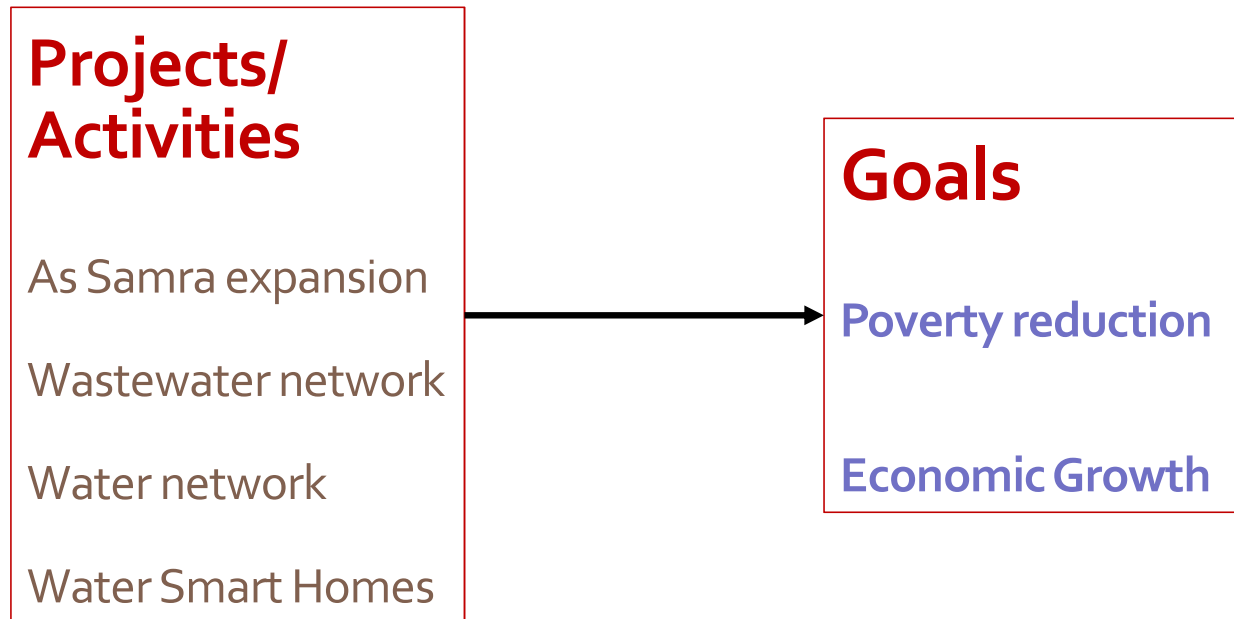 Projects/
Activities
As Samra expansion
Wastewater network
Water network
Water Smart Homes
Goals
Poverty reduction
Economic Growth